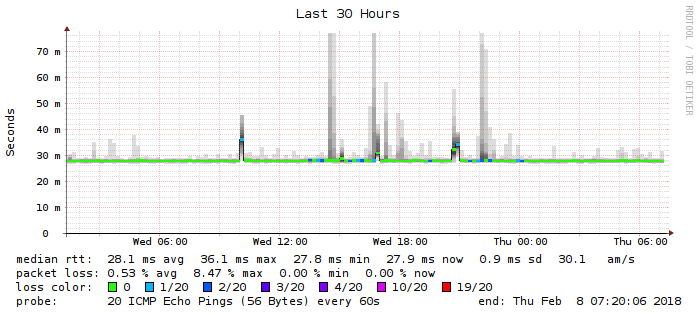 Last 30 Hours
RRDTOOL / TOBI OETIKER
Seconds
70 m
60 m
50 m
40 m
30 m
20 m
10 m
0
Wed 06:00 Wed 12:00 Wed 18:00 Thu 00:00 Thu 06:00
median rtt: 28.1 ms avg 36.1 ms max 27.8 ms min 27.9 ms now 0.9 ms sd 30.1 am/s
packet loss: 0.53 % avg 8.47 % max 0.00 % min 0.00 % now
loss color: 0 1/20 2/20 3/20 4/20 10/20 19/20
probe: 20 ICMP Echo Pings (56 Bytes) every 60s end: Thu Feb 8 07:20:06 2018